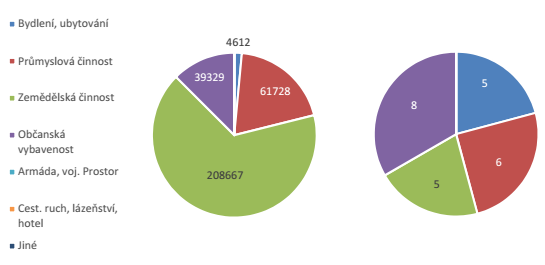 Bydlení, ubytování
Průmyslová činnost
Zemědělská činnost
Občanská
vybavenost
Armáda, voj. Prostor
Cest. ruch, lázeňství,
hotel
Jiné
4612
61728
208667
39329
5
6
5
8